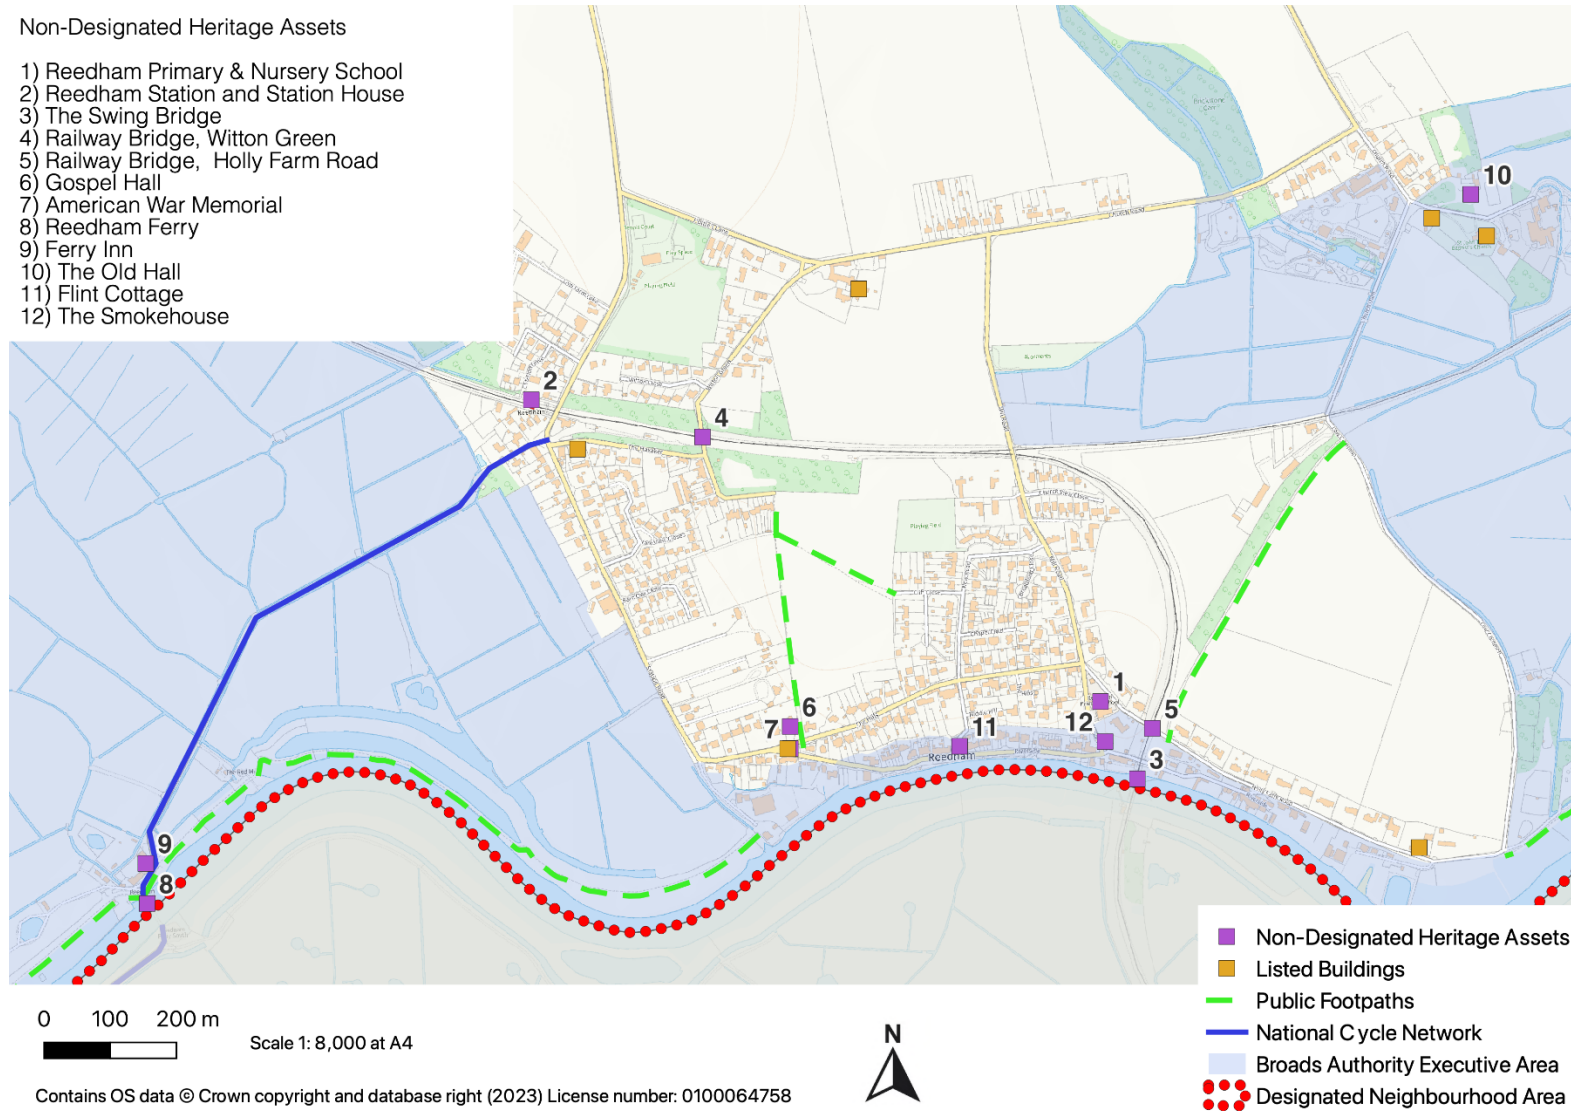 Non-Designated Heritage Assets
1) Reedham Primary & Nursery School
2) Reedham Station and Station House
3) The Swing Bridge
4) Railway Bridge, Witton Green
5) Railway Bridge, Holly Farm Road
6) Gospel Hall
7) American War Memorial
8) Reedham Ferry
9) Ferry Inn
10) The Old Hall
11) Flint Cottage
12) The Smokehouse
10
Playing Field
2
Reedham
4
Playing Field
1
6
7
11
12
5
Reedham
3
9
8
Non-Designated Heritage Assets
Listed Buildings
Public Footpaths
National Cycle Network
Broads Authority Executive Area
Designated Neighbourhood Area
0 100 200 m
Scale 1: 8,000 at A4
N
Contains OS data © Crown copyright and database right (2023) License number: 0100064758